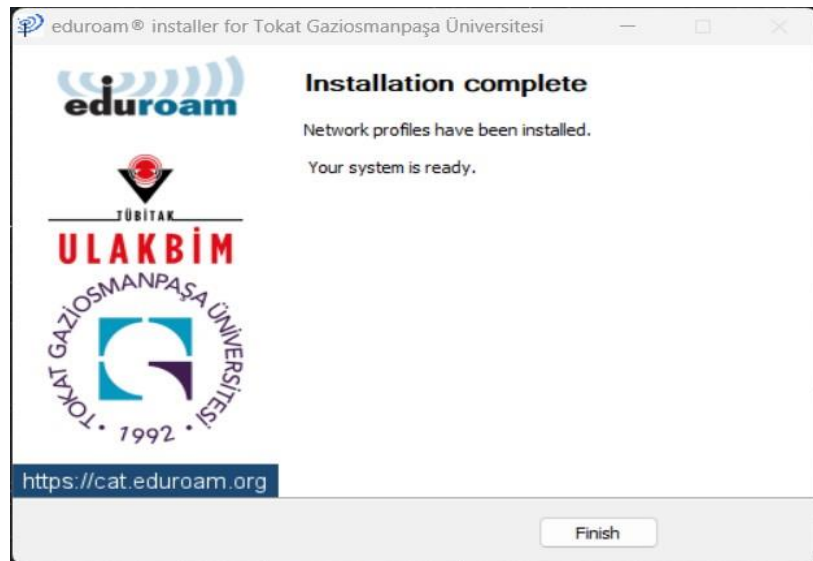 eduroam® installer for Tokat Gaziosmanpaşa Üniversitesi
eduroam
TÜBİTAK
ULAKBİM
TOKAT GAZİOSMANPAŞA ÜNİVERSİTESİ
1992
https://cat.eduroam.org
Installation complete
Network profiles have been installed.
Your system is ready.
Finish